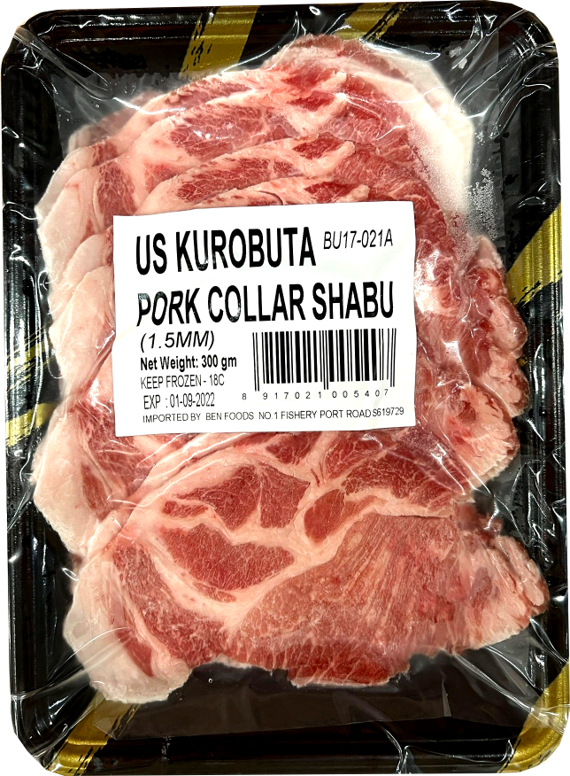 US KUROBUTA BU17-021A
PORK COLLAR SHABU
(1.5MM)
Net Weight: 300 gm
KEEP FROZEN - 18C
EXP : 01-09-2022
8 917021 005407
IMPORTED BY BEN FOODS NO 1 FISHERY PORT ROAD S619729